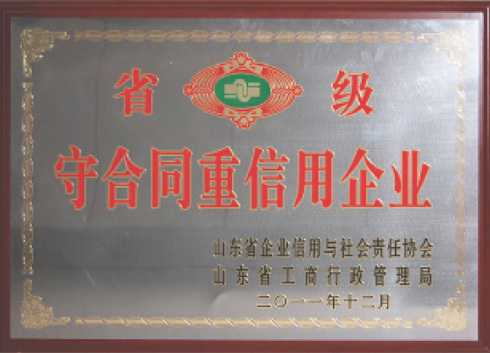 省级
守合同重信用企业
山东省企业信用与社会责任协会
山东省工商行政管理局
二〇一一年十二月